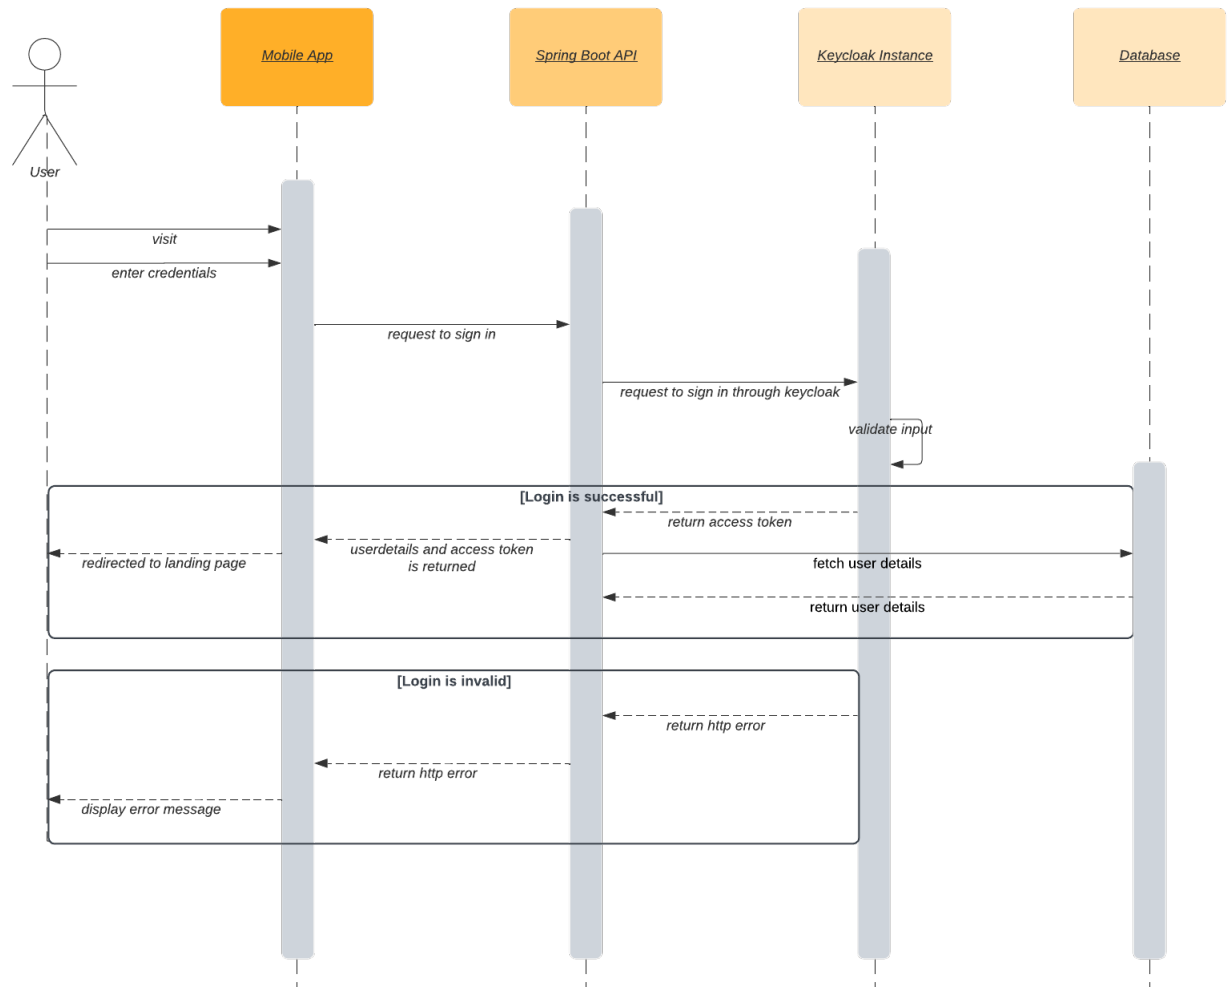 Mobile App
Spring Boot API
Keycloak Instance
Database
User
visit
enter credentials
request to sign in
request to sign in through keycloak
validate input
[Login is successful]
return access token
userdetails and access token
is returned
redirected to landing page
fetch user details
return user details
[Login is invalid]
return http error
return http error
display error message